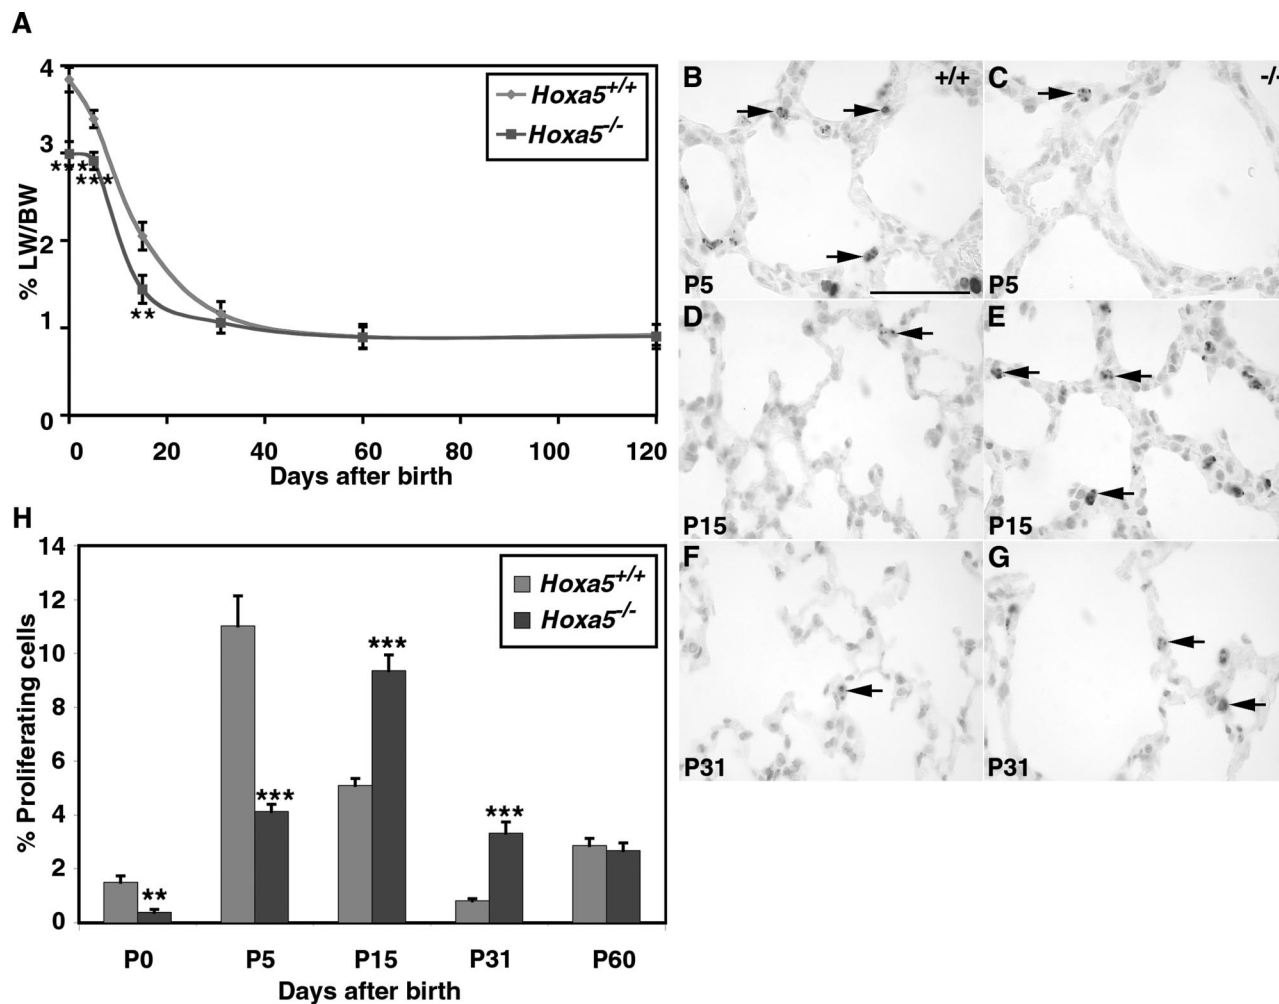 A
4
3
2
1
0
% LW/BW
Hoxa5+/+
Hoxa5-/-
***
***
**
0 20 40 60 80 100 120
Days after birth
B +/+
P5
C -/-
P5
D
P15
E
P15
F
P31
G
P31
H
14
12
10
8
6
4
2
0
% Proliferating cells
Hoxa5+/+
Hoxa5-/-
**
***
***
***
P0 P5 P15 P31 P60
Days after birth